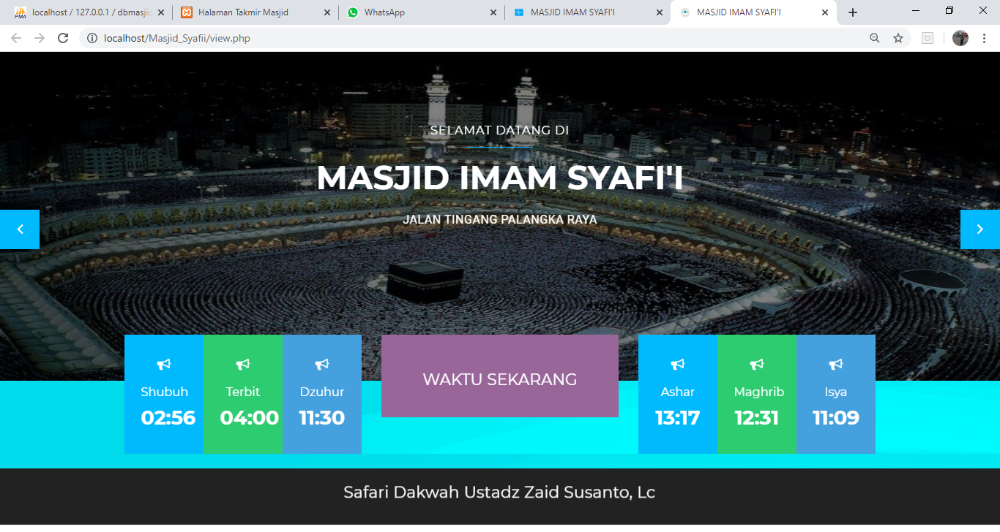 localhost / 127.0.0.1 / dbmasjid
Halaman Takmir Masjid
WhatsApp
MASJID IMAM SYAFI'I
MASJID IMAM SYAFI'I
localhost/Masjid_Syafii/view.php
SELAMAT DATANG DI
MASJID IMAM SYAFI'I
JALAN TINGANG PALANGKA RAYA
Shubuh
02:56
Terbit
04:00
Dzuhur
11:30
WAKTU SEKARANG
Ashar
13:17
Maghrib
12:31
Isya
11:09
Safari Dakwah Ustadz Zaid Susanto, Lc